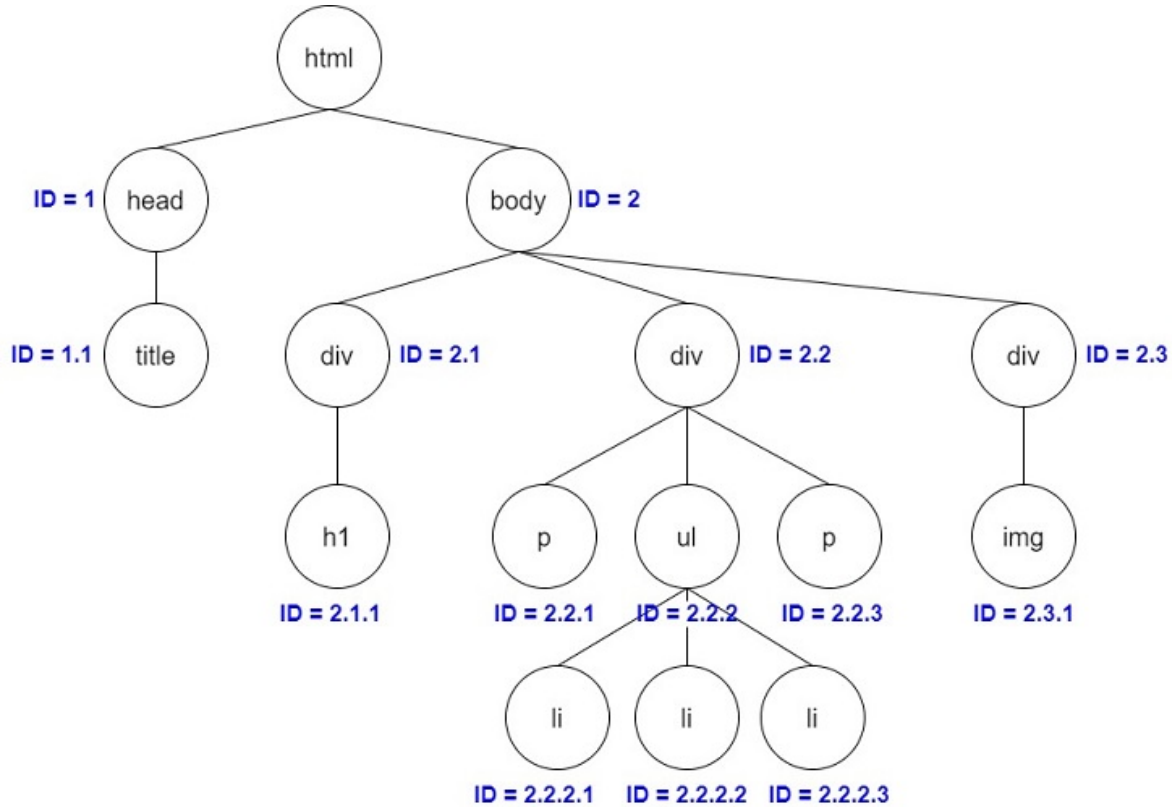 html
ID = 1 head body ID = 2
ID = 1.1 title div ID = 2.1 div ID = 2.2 div ID = 2.3
h1 p ul p img
ID = 2.1.1 ID = 2.2.1 ID = 2.2.2 ID = 2.2.3 ID = 2.3.1
li li li
ID = 2.2.2.1 ID = 2.2.2.2 ID = 2.2.2.3